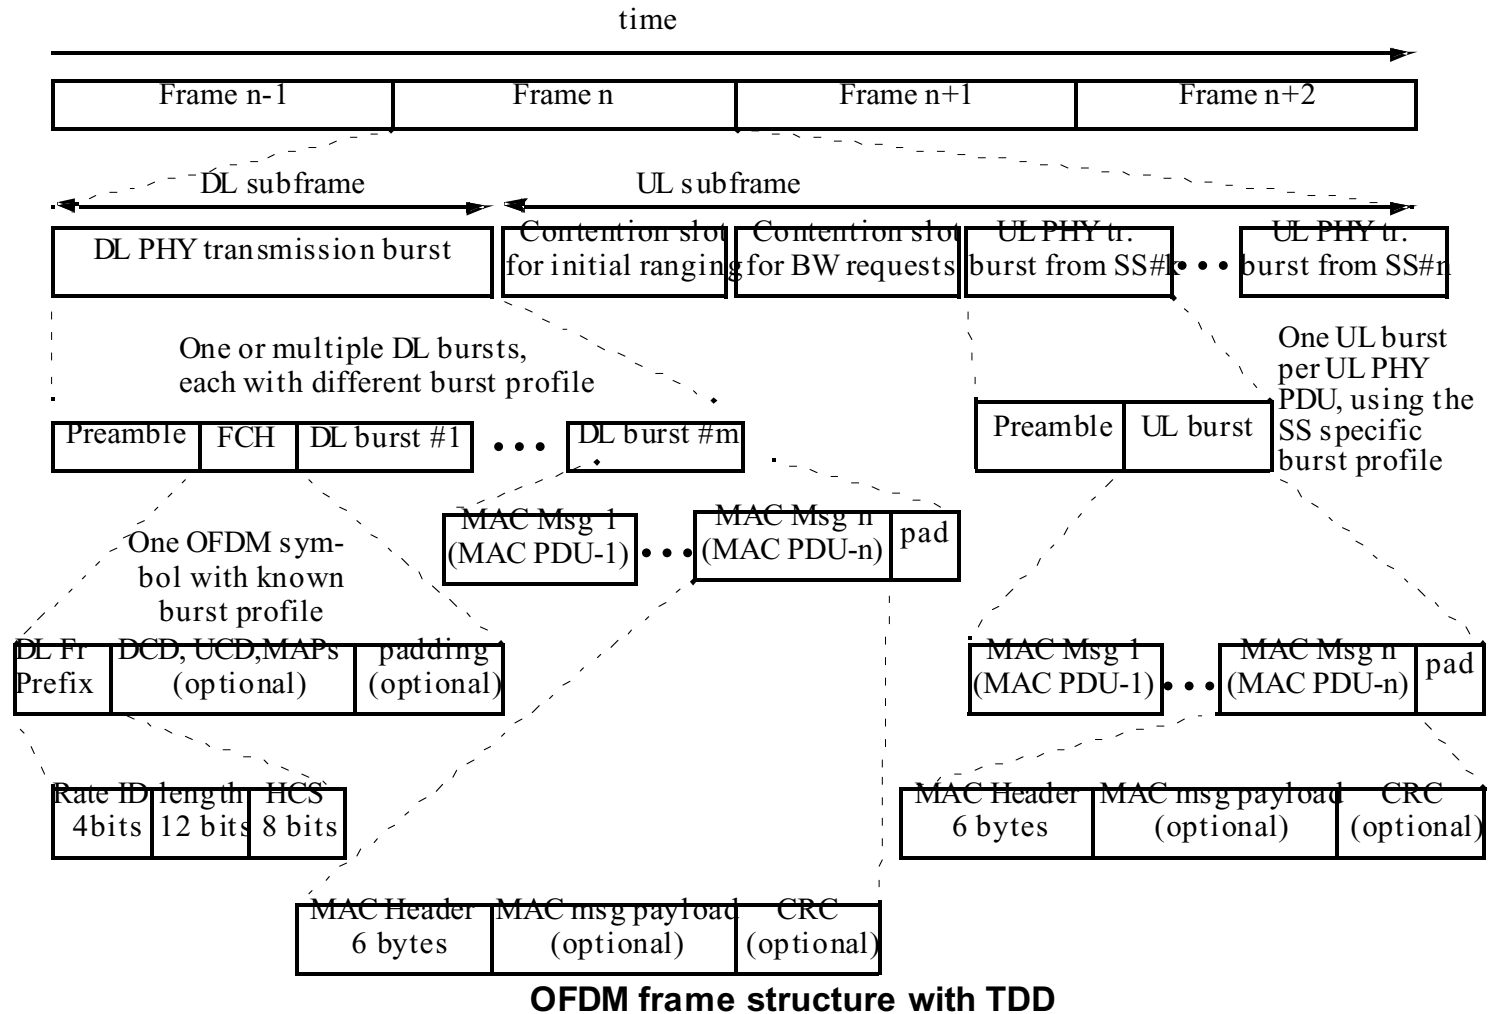 time
Frame n-1
Frame n
Frame n+1
Frame n+2
DL subframe
UL subframe
DL PHY transmission burst
Contention slot
for initial ranging
Contention slot
for BW requests
UL PHY tr.
burst from SS#k
•••
UL PHY tr.
burst from SS#n
One or multiple DL bursts,
each with different burst profile
One UL burst
per UL PHY
PDU, using the
SS specific
burst profile
Preamble
FCH
DL burst #1
•••
DL burst #m
Preamble
UL burst
MAC Msg 1
(MAC PDU-1)
•••
MAC Msg n
(MAC PDU-n)
pad
One OFDM sym-
bol with known
burst profile
DL Fr
Prefix
DCD, UCD,MAPs
(optional)
padding
(optional)
MAC Msg 1
(MAC PDU-1)
•••
MAC Msg n
(MAC PDU-n)
pad
Rate ID
4bits
length
12 bits
HCS
8 bits
MAC Header
6 bytes
MAC msg payload
(optional)
CRC
(optional)
MAC Header
6 bytes
MAC msg payload
(optional)
CRC
(optional)
OFDM frame structure with TDD